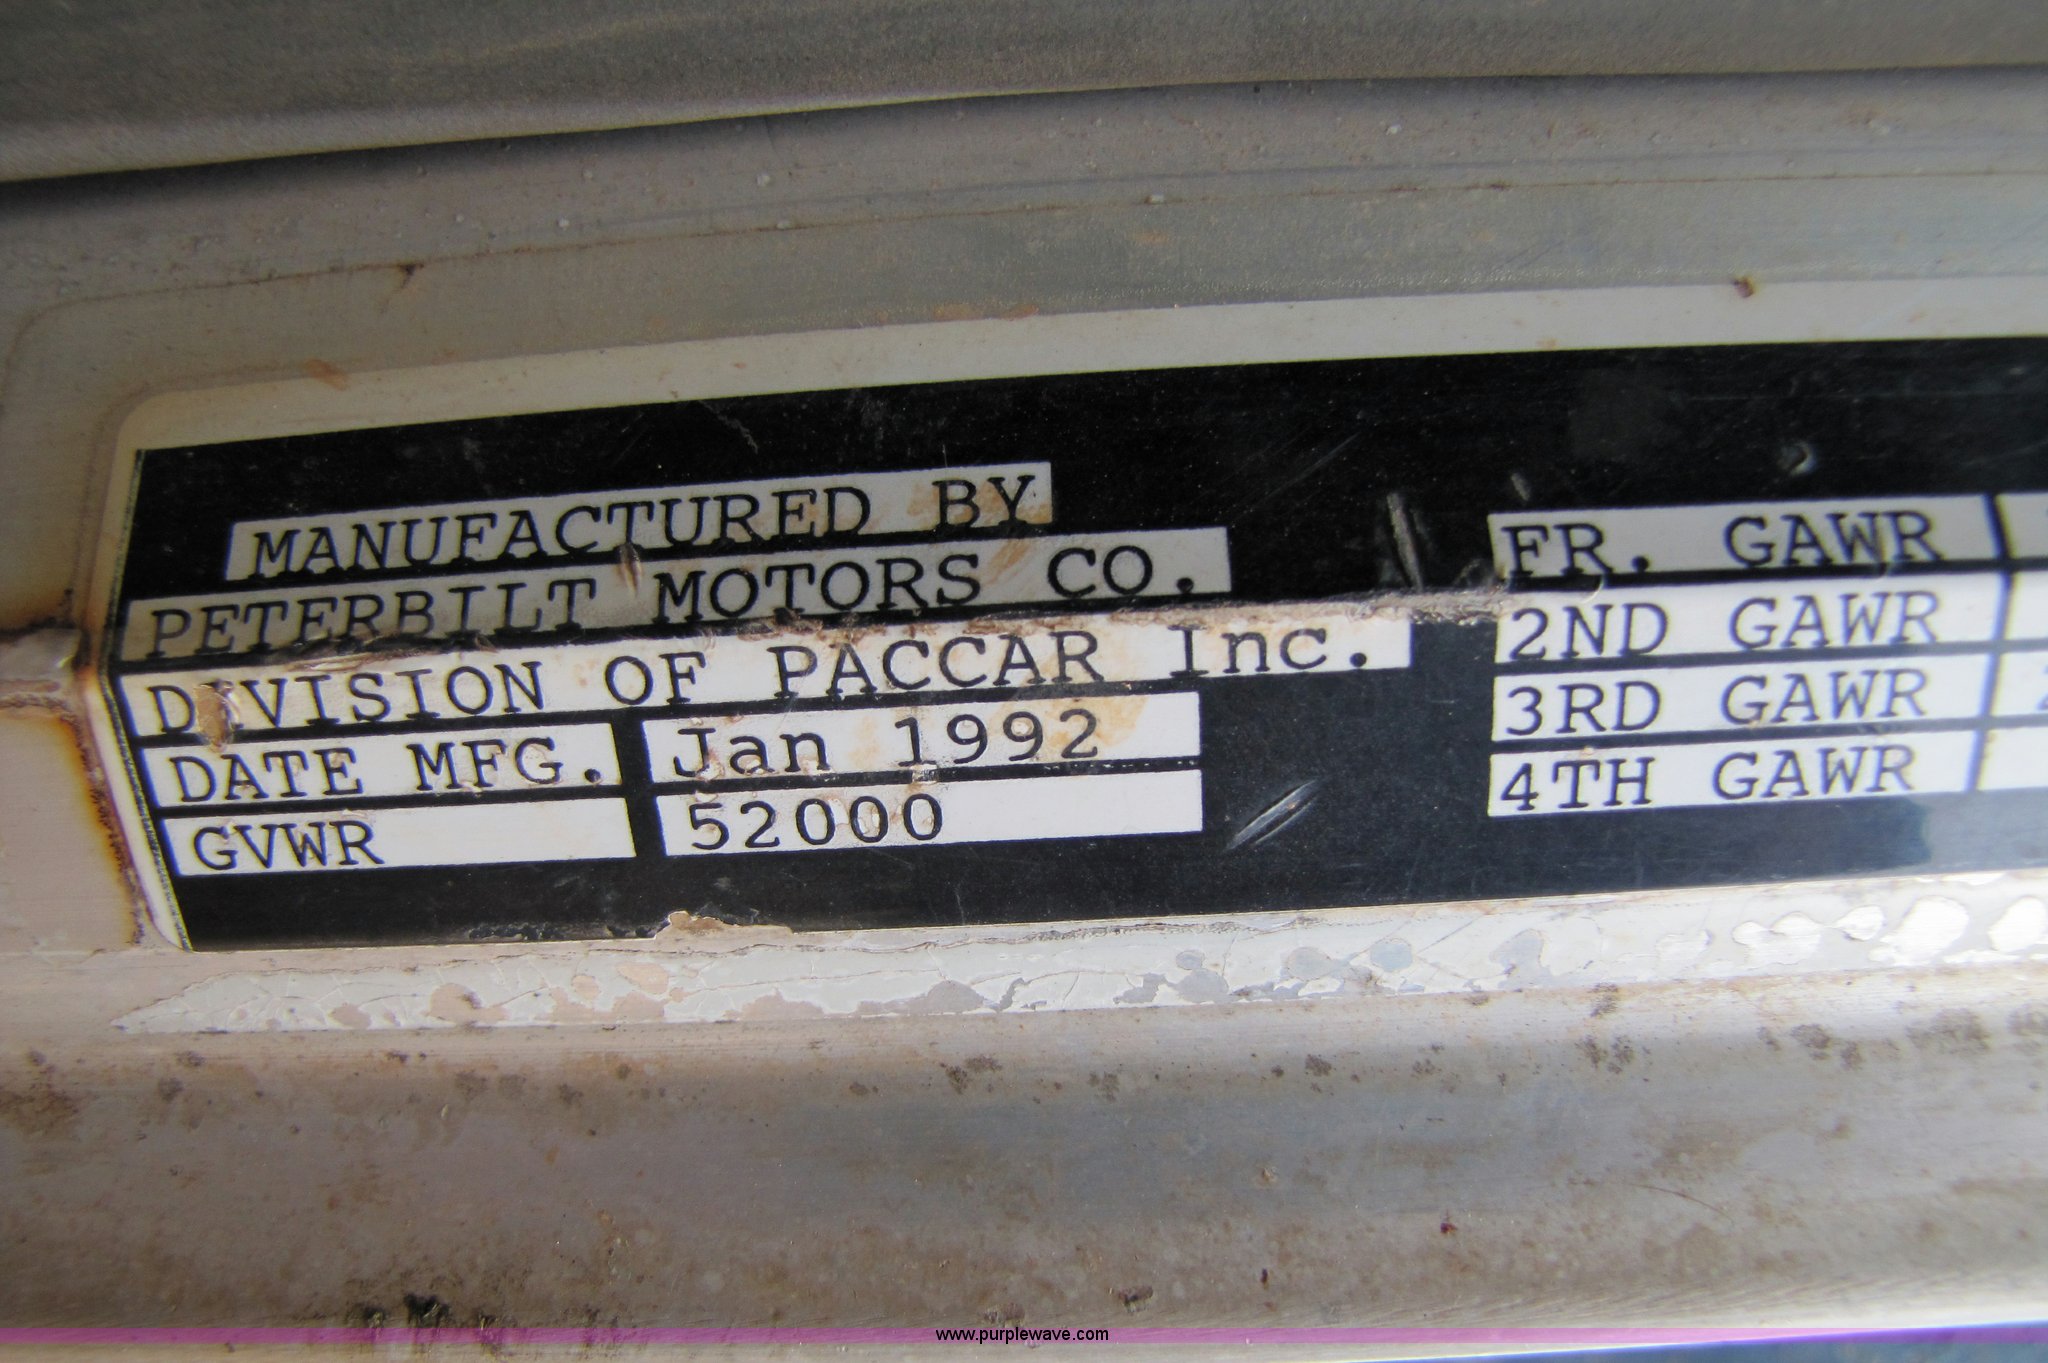 MANUFACTURED BY
PETERBILT MOTORS CO.
DIVISION OF PACCAR Inc.
DATE MFG. Jan 1992
GVWR 52000
FR. GAWR
2ND GAWR
3RD GAWR
4TH GAWR
www.purplewave.com